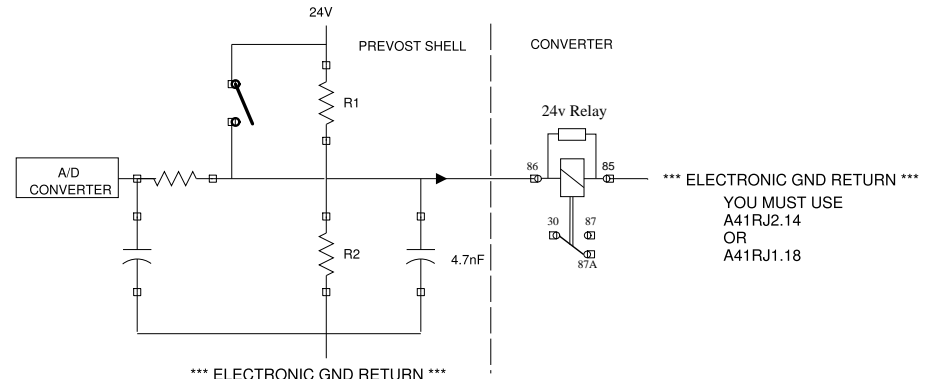 24V
PREVOST SHELL
CONVERTER
R1
24v Relay
86
85
A/D
CONVERTER
*** ELECTRONIC GND RETURN ***
YOU MUST USE
A41RJ2.14
OR
A41RJ1.18
30
87
87A
R2
4.7nF
*** ELECTRONIC GND RETURN ***